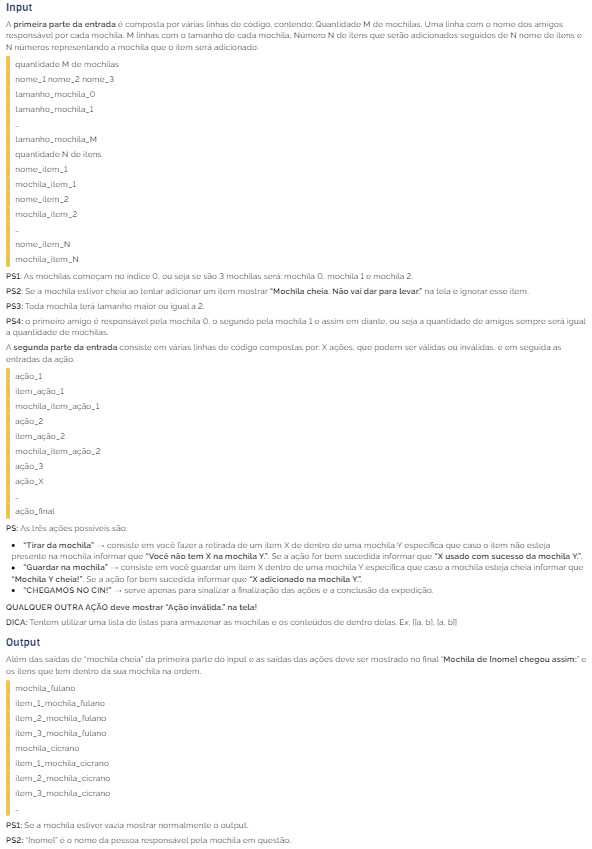 Input
A primeira parte da entrada é composta por várias linhas de código, contendo: Quantidade M de mochilas, Uma linha com o nome dos amigos
responsável por cada mochila, M linhas com o tamanho de cada mochila, Número N de itens que serão adicionados seguidos de N nome de itens e
N números representando a mochila que o item será adicionado:
quantidade M de mochilas
nome_1 nome_2 nome_3
tamanho_mochila_0
tamanho_mochila_1
...
tamanho_mochila_M
quantidade N de itens
nome_item_1
mochila_item_1
nome_item_2
mochila_item_2
...
nome_item_N
mochila_item_N
PS1: As mochilas começam no índice 0, ou seja se são 3 mochilas será: mochila 0, mochila 1 e mochila 2.
PS2: Se a mochila estiver cheia ao tentar adicionar um item mostrar "Mochila cheia. Não vai dar para levar." na tela e ignorar esse item.
PS3: Toda mochila terá tamanho maior ou igual a 2.
PS4: o primeiro amigo é responsável pela mochila 0, o segundo pela mochila 1 e assim em diante, ou seja a quantidade de amigos sempre será igual
a quantidade de mochilas.
A segunda parte da entrada consiste em várias linhas de código compostas por: X ações, que podem ser válidas ou inválidas, e em seguida as
entradas da ação.
ação_1
item_ação_1
mochila_item_ação_1
ação_2
item_ação_2
mochila_item_ação_2
ação_3
ação_X
...
ação_final
PS: As três ações possíveis são:
• "Tirar da mochila" → consiste em você fazer a retirada de um item X de dentro de uma mochila Y específica que caso o item não esteja
presente na mochila informar que "Você não tem X na mochila Y.". Se a ação for bem sucedida informar que "X usado com sucesso da mochila Y.".
• "Guardar na mochila" → consiste em você guardar um item X dentro de uma mochila Y específica que caso a mochila esteja cheia informar que
"Mochila Y cheia!". Se a ação for bem sucedida informar que "X adicionado na mochila Y.".
• "CHEGAMOS NO CIN!" → serve apenas para sinalizar a finalização das ações e a conclusão da expedição.
QUALQUER OUTRA AÇÃO deve mostrar "Ação inválida." na tela!
DICA: Tentem utilizar uma lista de listas para armazenar as mochilas e os conteúdos de dentro delas. Ex: [[a, b], [a, b]]
Output
Além das saídas de "mochila cheia" da primeira parte do input e as saídas das ações deve ser mostrado no final "Mochila de [nome] chegou assim:" e
os itens que tem dentro da sua mochila na ordem.
mochila_fulano
item_1_mochila_fulano
item_2_mochila_fulano
item_3_mochila_fulano
mochila_cicrano
item_1_mochila_cicrano
item_2_mochila_cicrano
item_3_mochila_cicrano
...
PS1: Se a mochila estiver vazia mostrar normalmente o output.
PS2: "[nome]" é o nome da pessoa responsável pela mochila em questão.